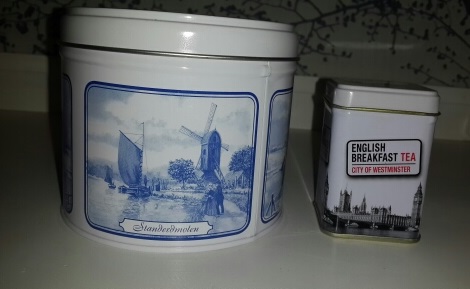 Standerdmolen
ENGLISH
BREAKFAST TEA
CITY OF WESTMINSTER